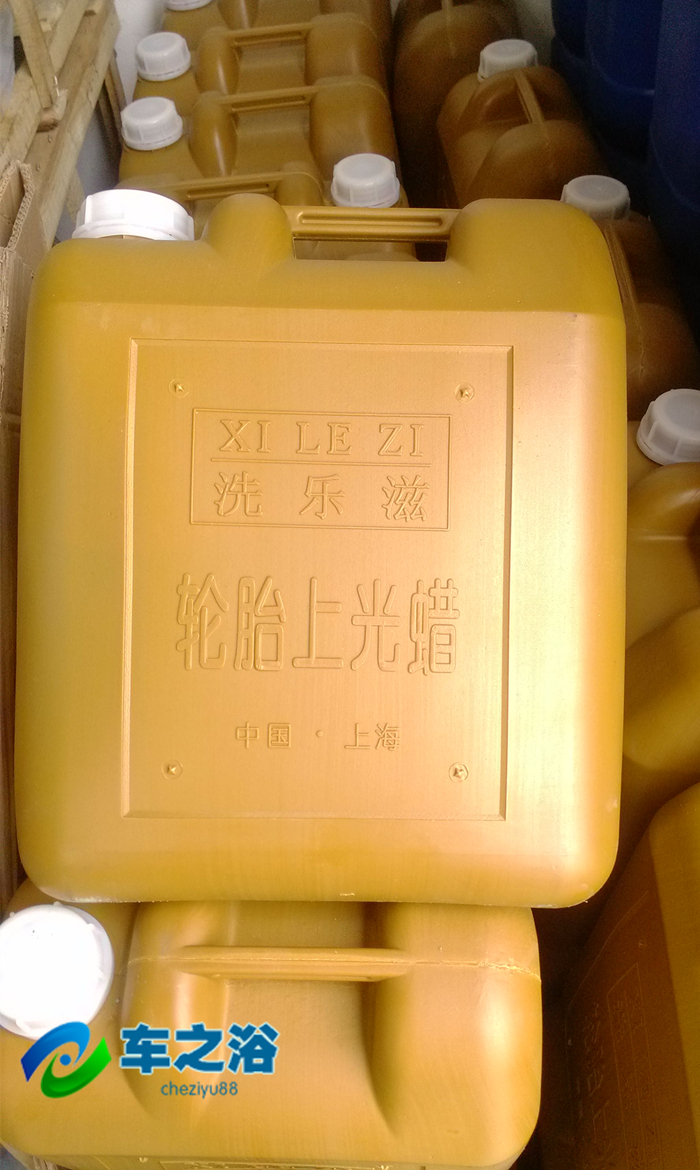 XI LE ZI
洗乐滋
轮胎上光蜡
中国·上海
车之浴
cheziyu88